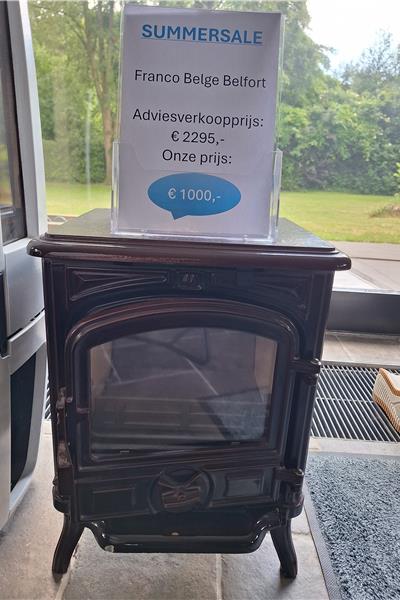 SUMMERSALE
Franco Belge Belfort
Adviesverkoopprijs:
€ 2295,-
Onze prijs:
€ 1000,-